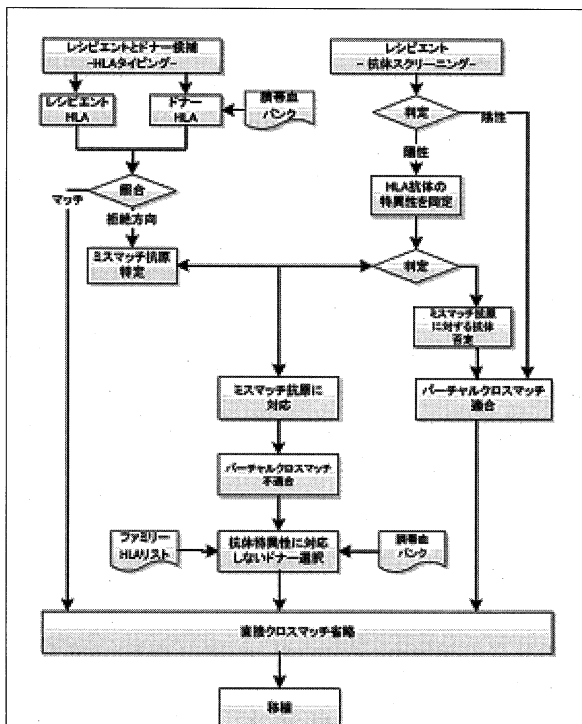 レシピエントとドナー候補
-HLAタイピング-
レシピエント
- 抗体スクリーニング-
レシピエント
HLA
ドナー
HLA
臍帯血
バンク
判定
陰性
陽性
照合
マッチ
拒絶方向
HLA抗体の
特異性を同定
ミスマッチ抗原
特定
判定
ミスマッチ抗原
に対する抗体
否定
ミスマッチ抗原に
対応
バーチャルクロスマッチ
適合
バーチャルクロスマッチ
不適合
ファミリー
HLAリスト
抗体特異性に対応
しないドナー選択
臍帯血
バンク
直接クロスマッチ省略
移植